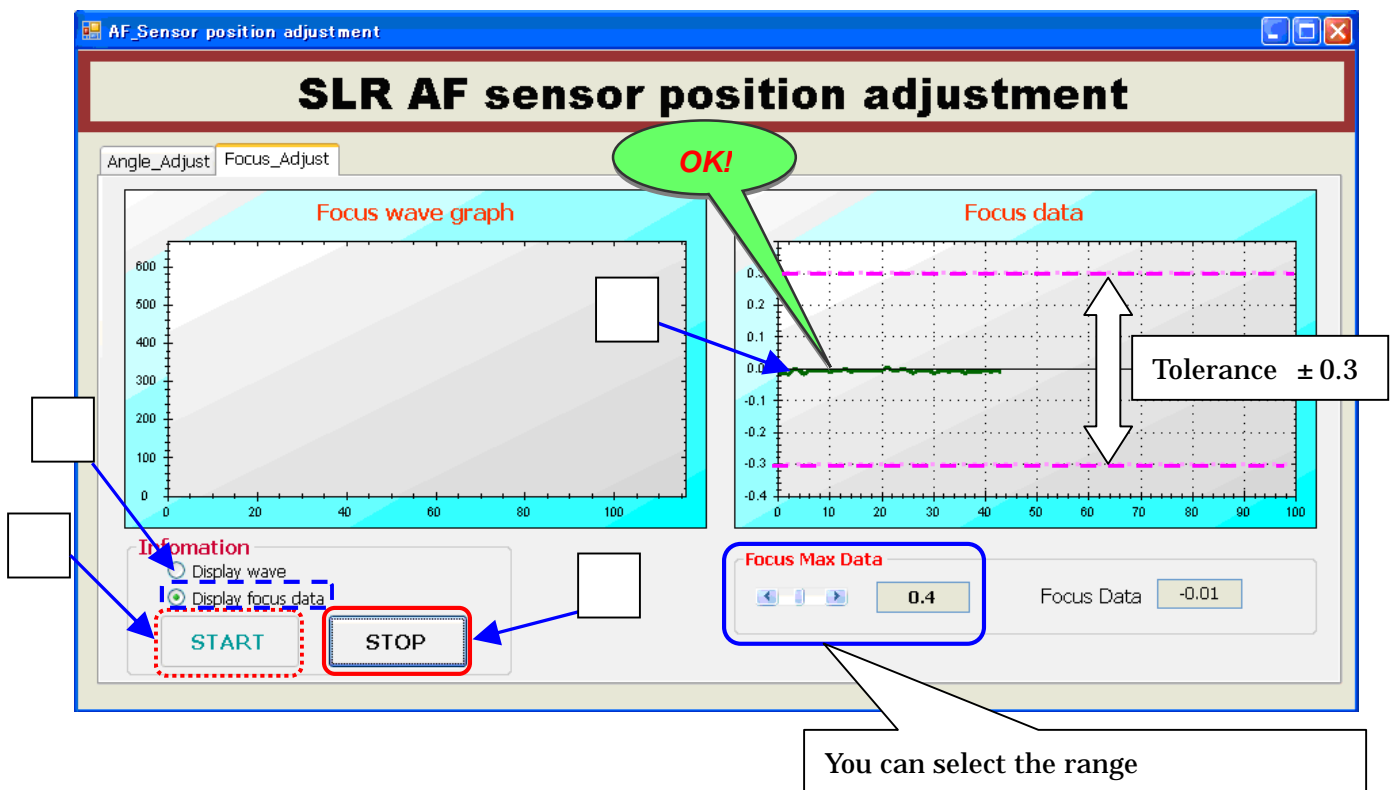 AF_Sensor position adjustment
SLR AF sensor position adjustment
Angle_Adjust Focus_Adjust
OK!
Focus wave graph
600
500
400
300
200
100
0
0 20 40 60 80 100
Focus data
0.3
0.2
0.1
0.0
-0.1
-0.2
-0.3
-0.4
0 10 20 30 40 50 60 70 80 90 100
Tolerance ±0.3
Infomation
Display wave
Display focus data
START STOP
Focus Max Data
0.4
Focus Data -0.01
You can select the range